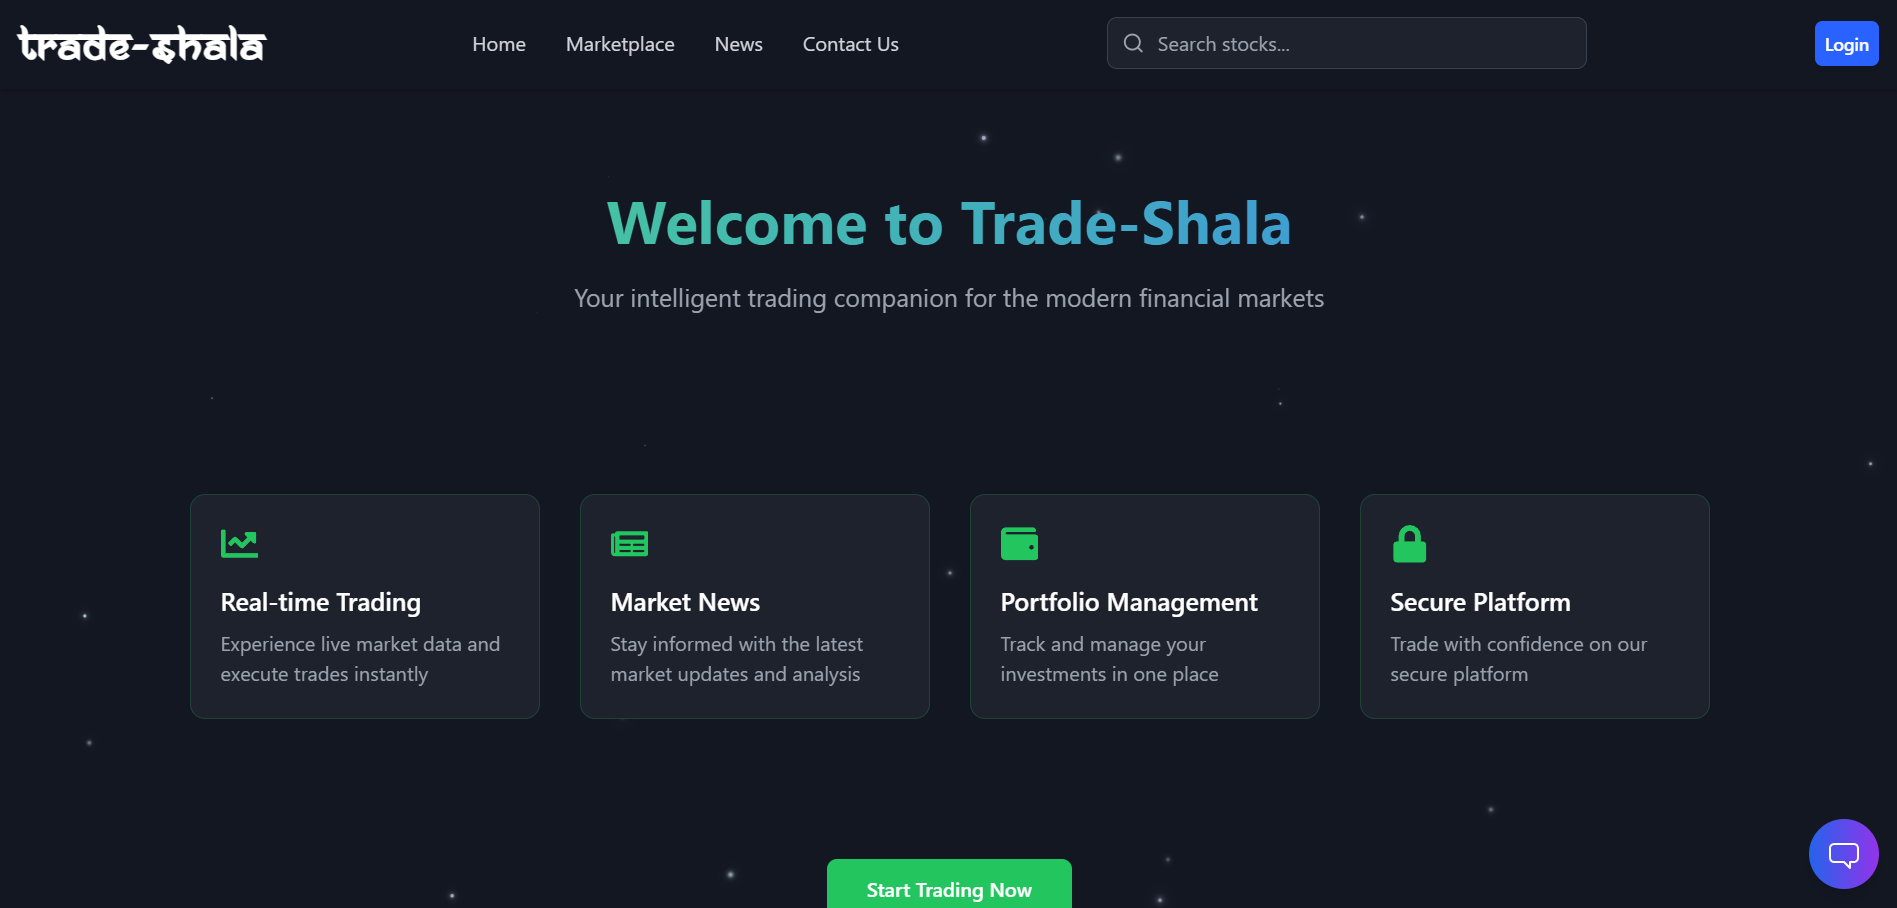 trade-shala
Home
Marketplace
News
Contact Us
Search stocks...
Login
Welcome to Trade-Shala
Your intelligent trading companion for the modern financial markets
Real-time Trading
Experience live market data and
execute trades instantly
Market News
Stay informed with the latest
market updates and analysis
Portfolio Management
Track and manage your
investments in one place
Secure Platform
Trade with confidence on our
secure platform
Start Trading Now